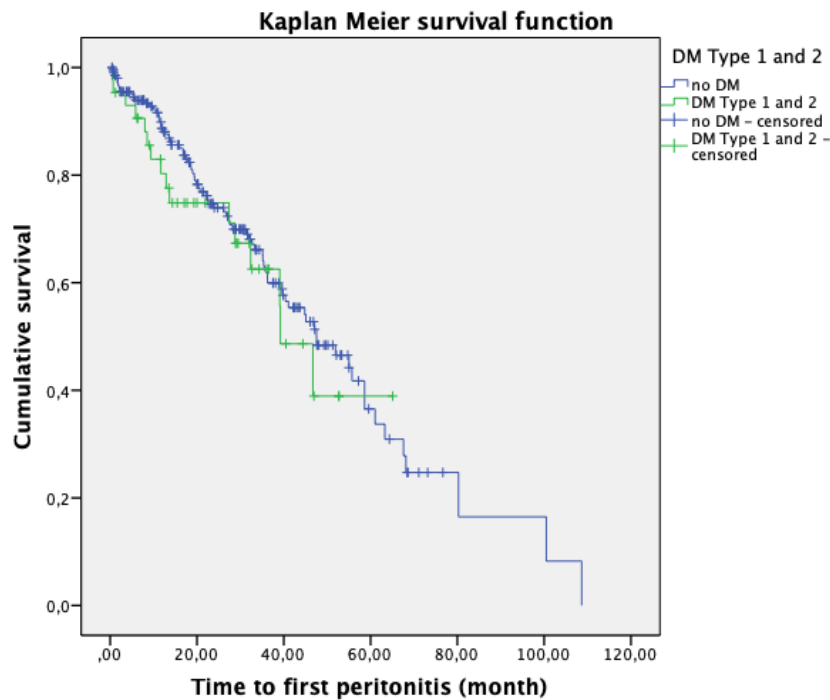 Kaplan Meier survival function
DM Type 1 and 2
no DM
DM Type 1 and 2
no DM – censored
DM Type 1 and 2 –
censored
Cumulative survival
1,0
0,8
0,6
0,4
0,2
0,0
,00 20,00 40,00 60,00 80,00 100,00 120,00
Time to first peritonitis (month)